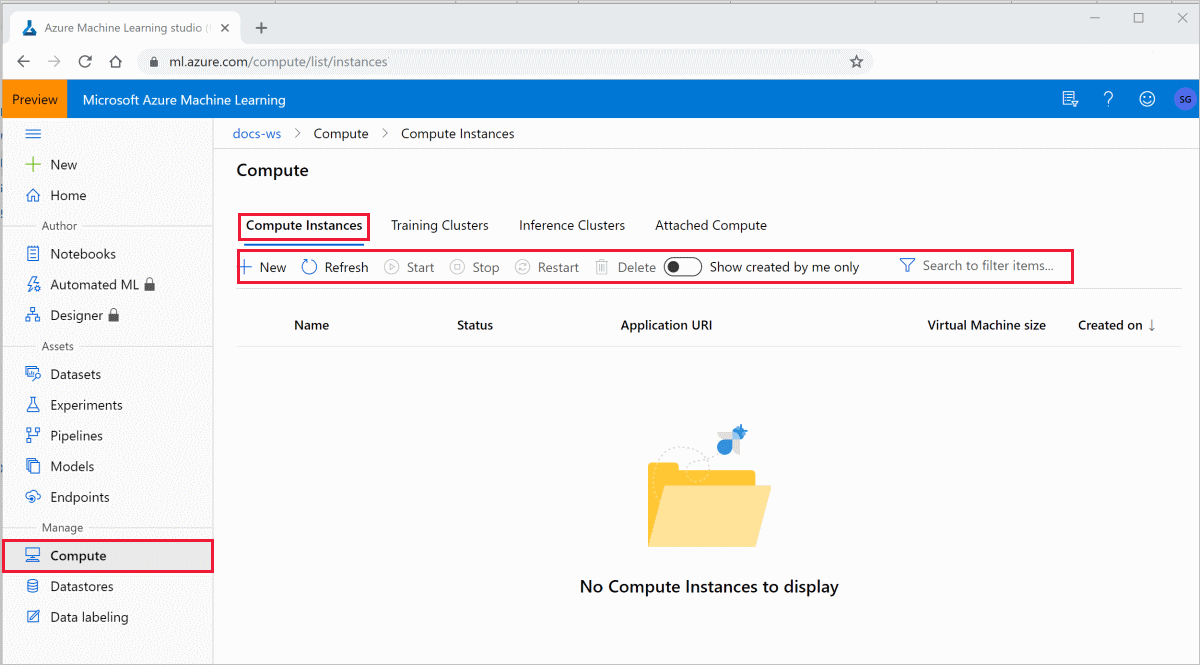 Azure Machine Learning studio (
ml.azure.com/compute/list/instances
Preview Microsoft Azure Machine Learning SG
docs-ws > Compute > Compute Instances
New
Home
Author
Notebooks
Automated ML
Designer
Assets
Datasets
Experiments
Pipelines
Models
Endpoints
Manage
Compute
Datastores
Data labeling
Compute
Compute Instances Training Clusters Inference Clusters Attached Compute
New Refresh Start Stop Restart Delete Show created by me only Search to filter items...
Name Status Application URI Virtual Machine size Created on ↓
No Compute Instances to display